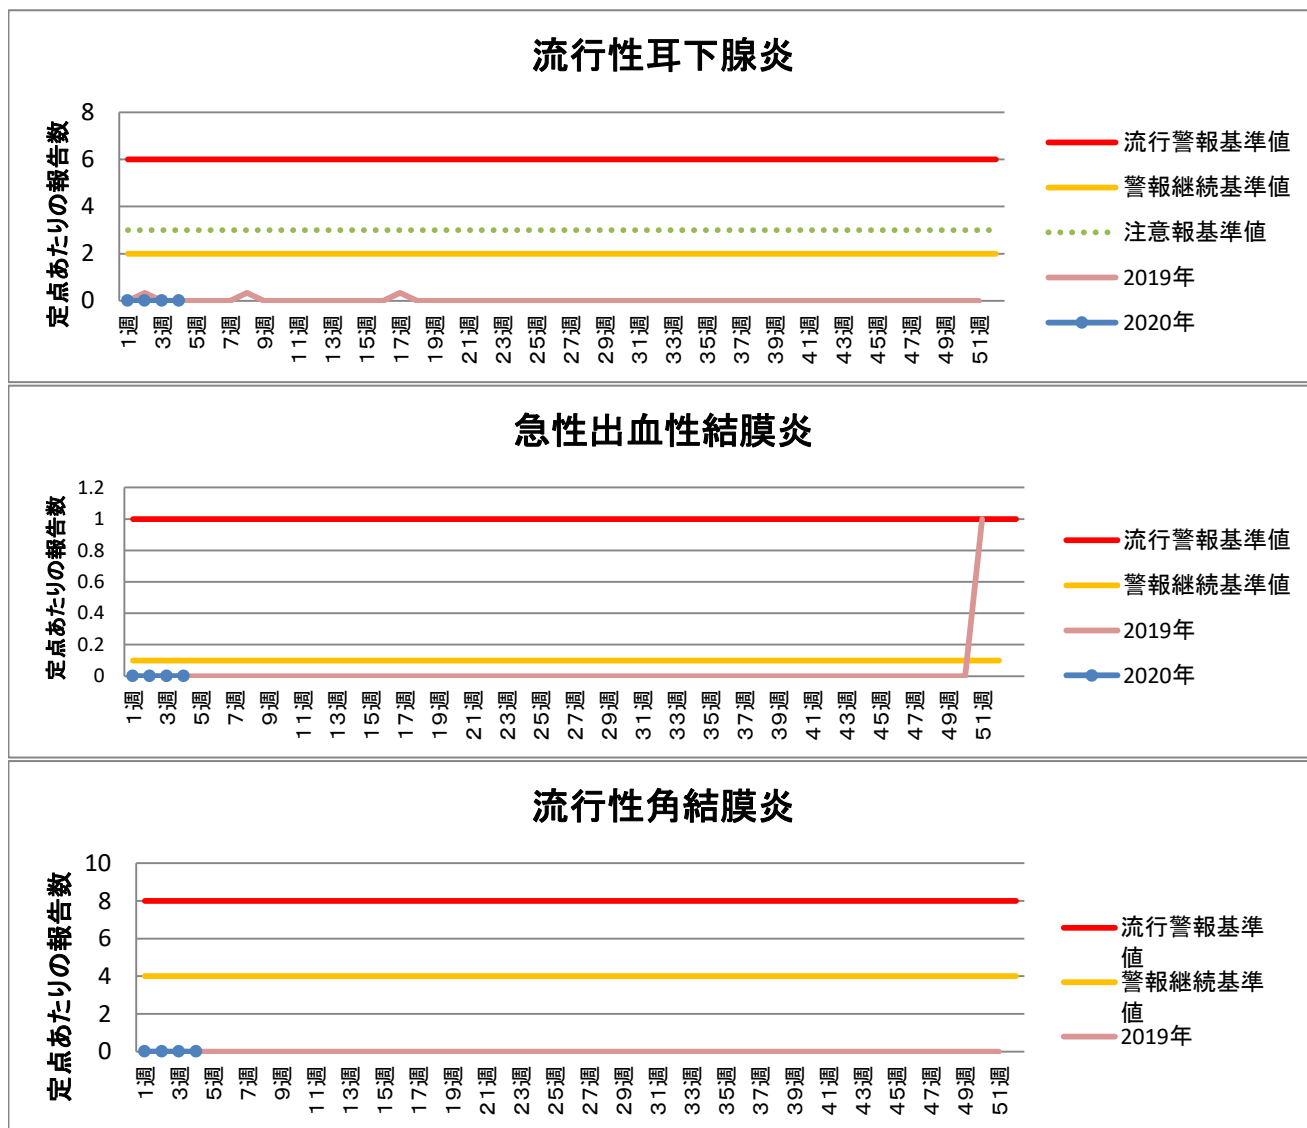 流行性耳下腺炎
定点あたりの報告数
8
6
4
2
0
1週 3週 5週 7週 9週 11週 13週 15週 17週 19週 21週 23週 25週 27週 29週 31週 33週 35週 37週 39週 41週 43週 45週 47週 49週 51週
流行警報基準値
警報継続基準値
注意報基準値
2019年
2020年
急性出血性結膜炎
定点あたりの報告数
1.2
1
0.8
0.6
0.4
0.2
0
1週 3週 5週 7週 9週 11週 13週 15週 17週 19週 21週 23週 25週 27週 29週 31週 33週 35週 37週 39週 41週 43週 45週 47週 49週 51週
流行警報基準値
警報継続基準値
2019年
2020年
流行性角結膜炎
定点あたりの報告数
10
8
6
4
2
0
1週 3週 5週 7週 9週 11週 13週 15週 17週 19週 21週 23週 25週 27週 29週 31週 33週 35週 37週 39週 41週 43週 45週 47週 49週 51週
流行警報基準
値
警報継続基準
値
2019年